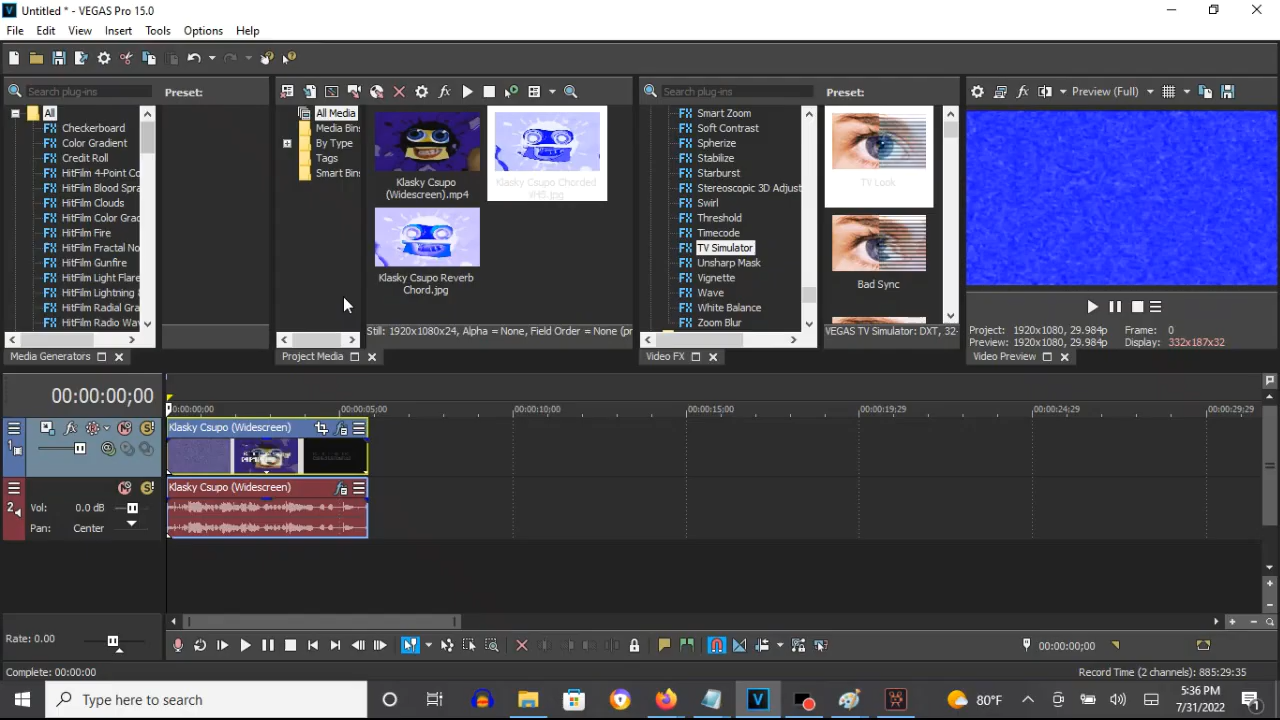 Untitled * - VEGAS Pro 15.0
File Edit View Insert Tools Options Help
Search plug-ins
Preset:
All
Checkerboard
Color Gradient
Credit Roll
HitFilm 4-Point Co
HitFilm Blood Spra
HitFilm Clouds
HitFilm Color Grad
HitFilm Fire
HitFilm Fractal No
HitFilm Gunfire
HitFilm Light Flare
HitFilm Lightning
HitFilm Radial Gra
HitFilm Radio Wav
Media Generators
All Media
Media Bins
By Type
Tags
Smart Bins
Klasky Csupo
(Widescreen).mp4
Klasky Csupo Chorded
VHS.jpg
Klasky Csupo Reverb
Chord.jpg
Still: 1920x1080x24, Alpha = None, Field Order = None (pr
Project Media
Search plug-ins
Preset:
Smart Zoom
Soft Contrast
Spherize
Stabilize
Starburst
Stereoscopic 3D Adjust
Swirl
Threshold
Timecode
TV Simulator
Unsharp Mask
Vignette
Wave
White Balance
Zoom Blur
TV Look
Bad Sync
VEGAS TV Simulator: DXT, 32-
Video FX
Preview (Full)
Project: 1920x1080, 29.984p Frame: 0
Preview: 1920x1080, 29.984p Display: 332x187x32
Video Preview
00:00:00;00
00:00:00;00 00:00:05;00 00:00:10;00 00:00:15;00 00:00:19;29 00:00:24;29 00:00:29;29
1
Klasky Csupo (Widescreen)
2
Klasky Csupo (Widescreen)
Vol: 0.0 dB
Pan: Center
Rate: 0.00
00:00:00;00
Complete: 00:00:00
Record Time (2 channels): 885:29:35
Type here to search
80°F
5:36 PM
7/31/2022
1